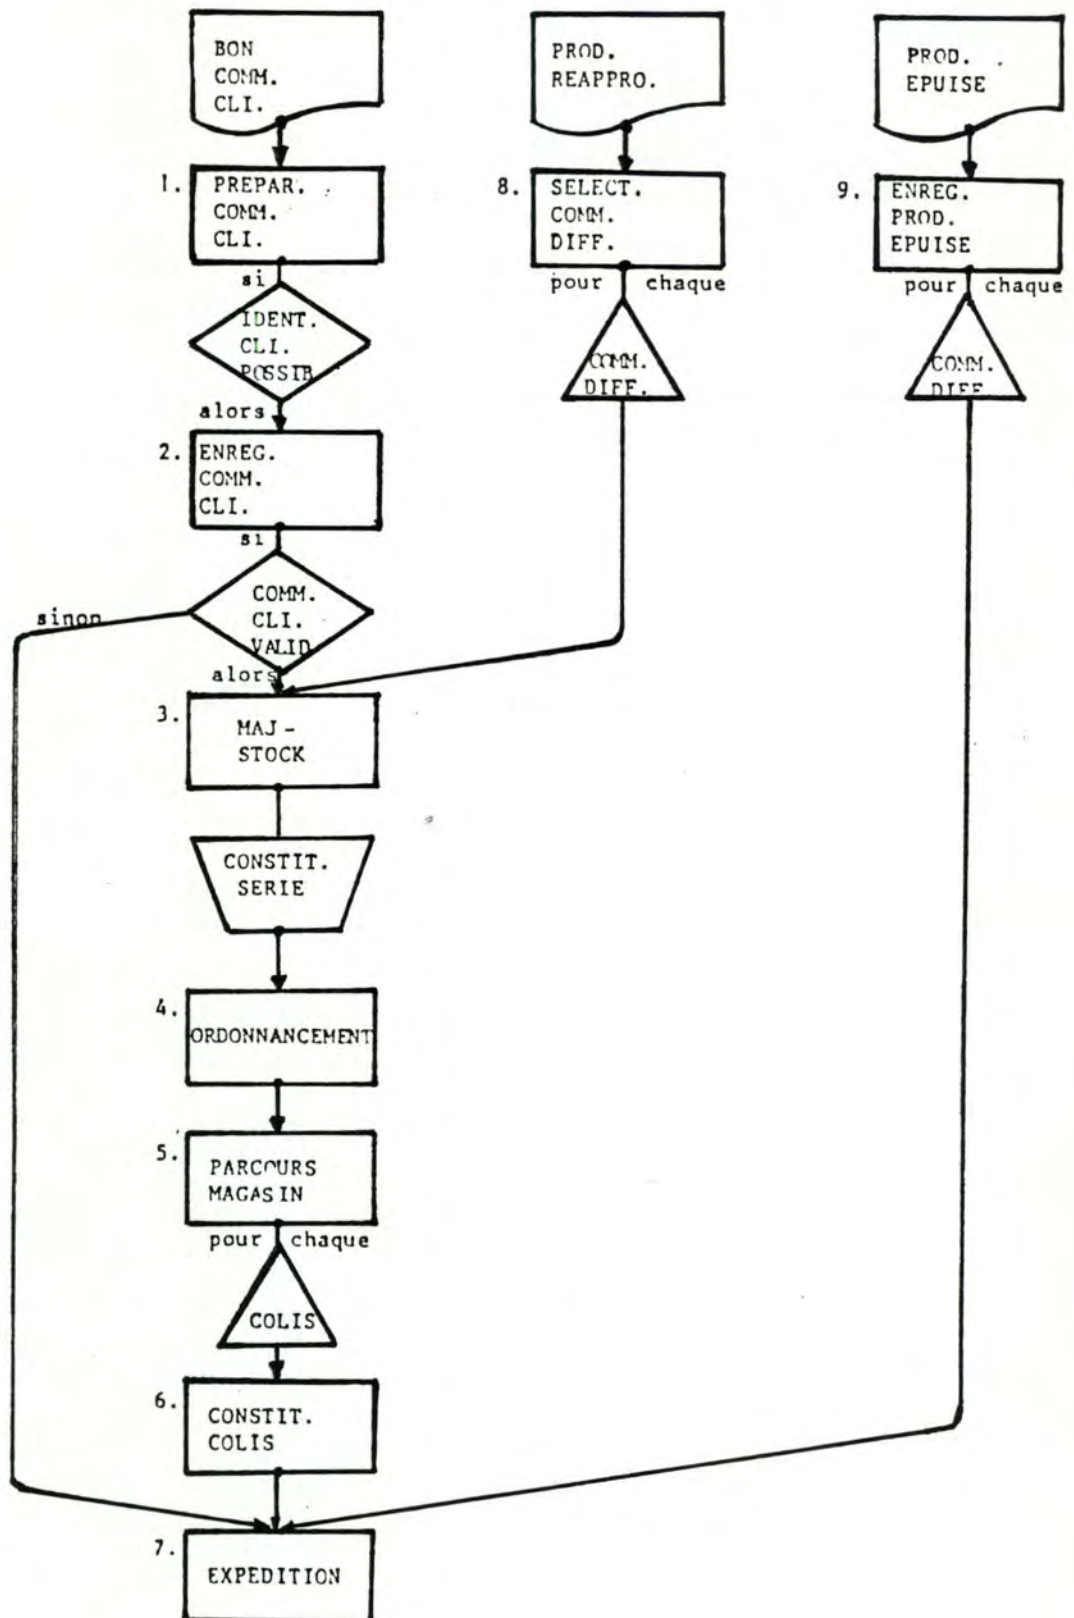 BON
COMM.
CLI.
PROD.
REAPPRO.
PROD.
EPUISE
1.
PREPAR.
COMM.
CLI.
8.
SELECT.
COMM.
DIFF.
9.
ENREG.
PROD.
EPUISE
si
pour chaque
pour chaque
IDENT.
CLI.
POSSIB
COMM.
DIFF.
COMM.
DIFF
alors
2.
ENREG.
COMM.
CLI.
si
sinon
COMM.
CLI.
VALID
alors
3.
MAJ-
STOCK
CONSTIT.
SERIE
4.
ORDONNANCEMENT
5.
PARCOURS
MAGASIN
pour chaque
COLIS
6.
CONSTIT.
COLIS
7.
EXPEDITION